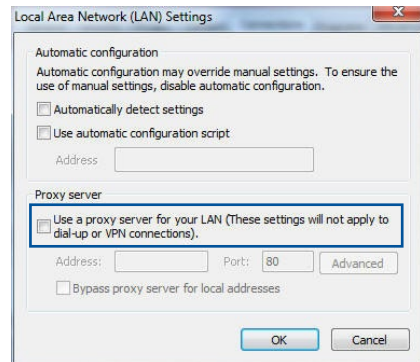 Local Area Network (LAN) Settings
Automatic configuration
Automatic configuration may override manual settings. To ensure the
use of manual settings, disable automatic configuration.
Automatically detect settings
Use automatic configuration script
Address
Proxy server
Use a proxy server for your LAN (These settings will not apply to
dial-up or VPN connections).
Address: Port: 80 Advanced
Bypass proxy server for local addresses
OK Cancel